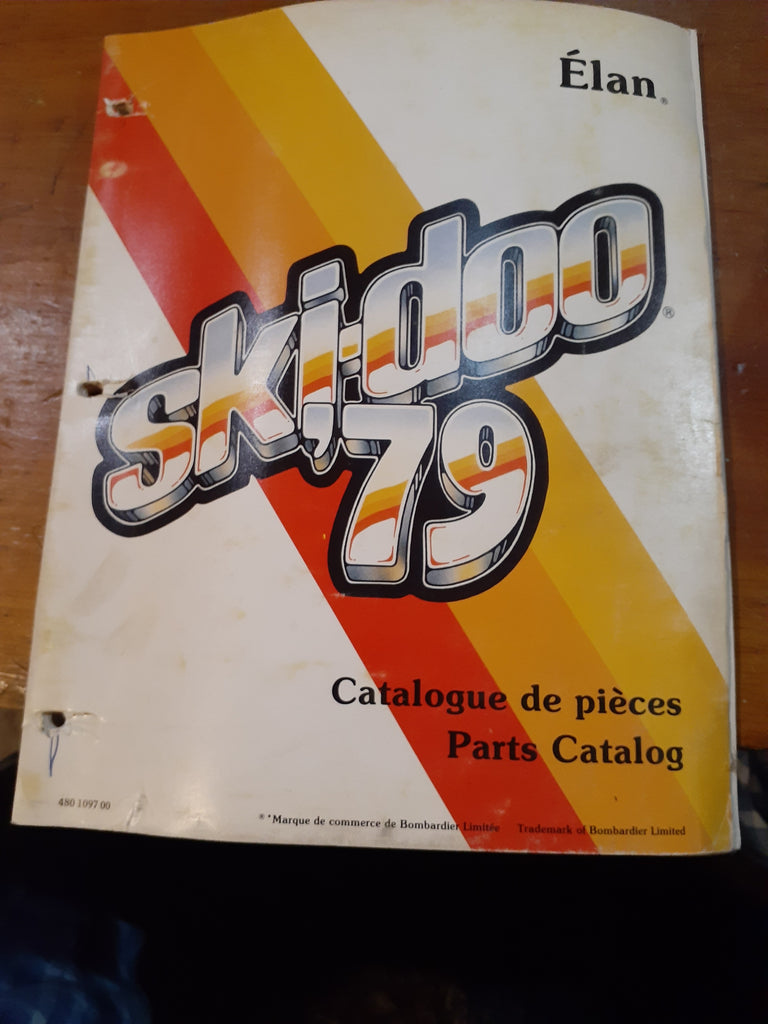 Élan®
ski-doo®
'79
Catalogue de pièces
Parts Catalog
480 1097 00
®*Marque de commerce de Bombardier Limitée Trademark of Bombardier Limited